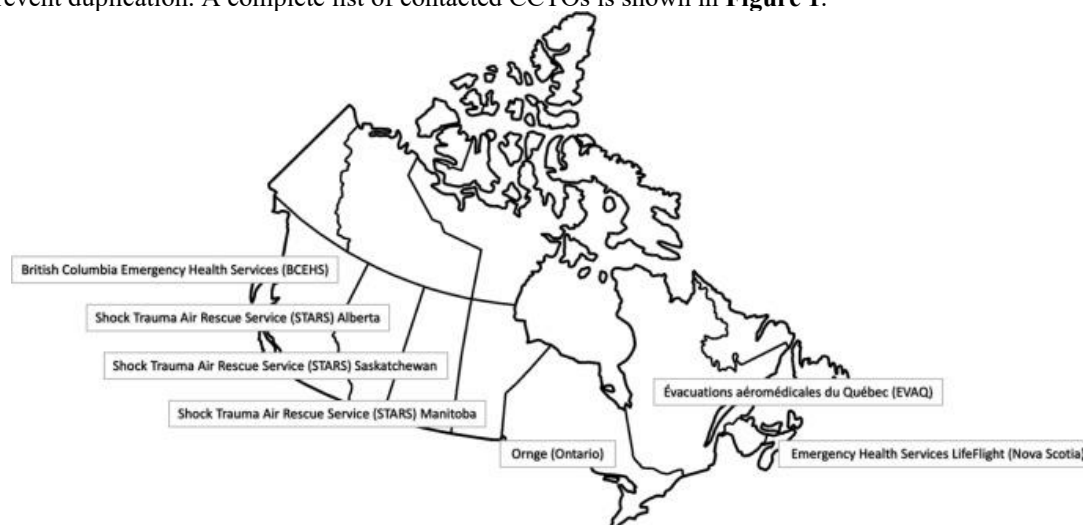 revent duplication. A complete list of contacted CCTOs is shown in Figure 1.
British Columbia Emergency Health Services (BCEHS)
Shock Trauma Air Rescue Service (STARS) Alberta
Shock Trauma Air Rescue Service (STARS) Saskatchewan
Évacuations aéromédicales du Québec (EVAQ)
Shock Trauma Air Rescue Service (STARS) Manitoba
Ornge (Ontario)
Emergency Health Services LifeFlight (Nova Scotia)